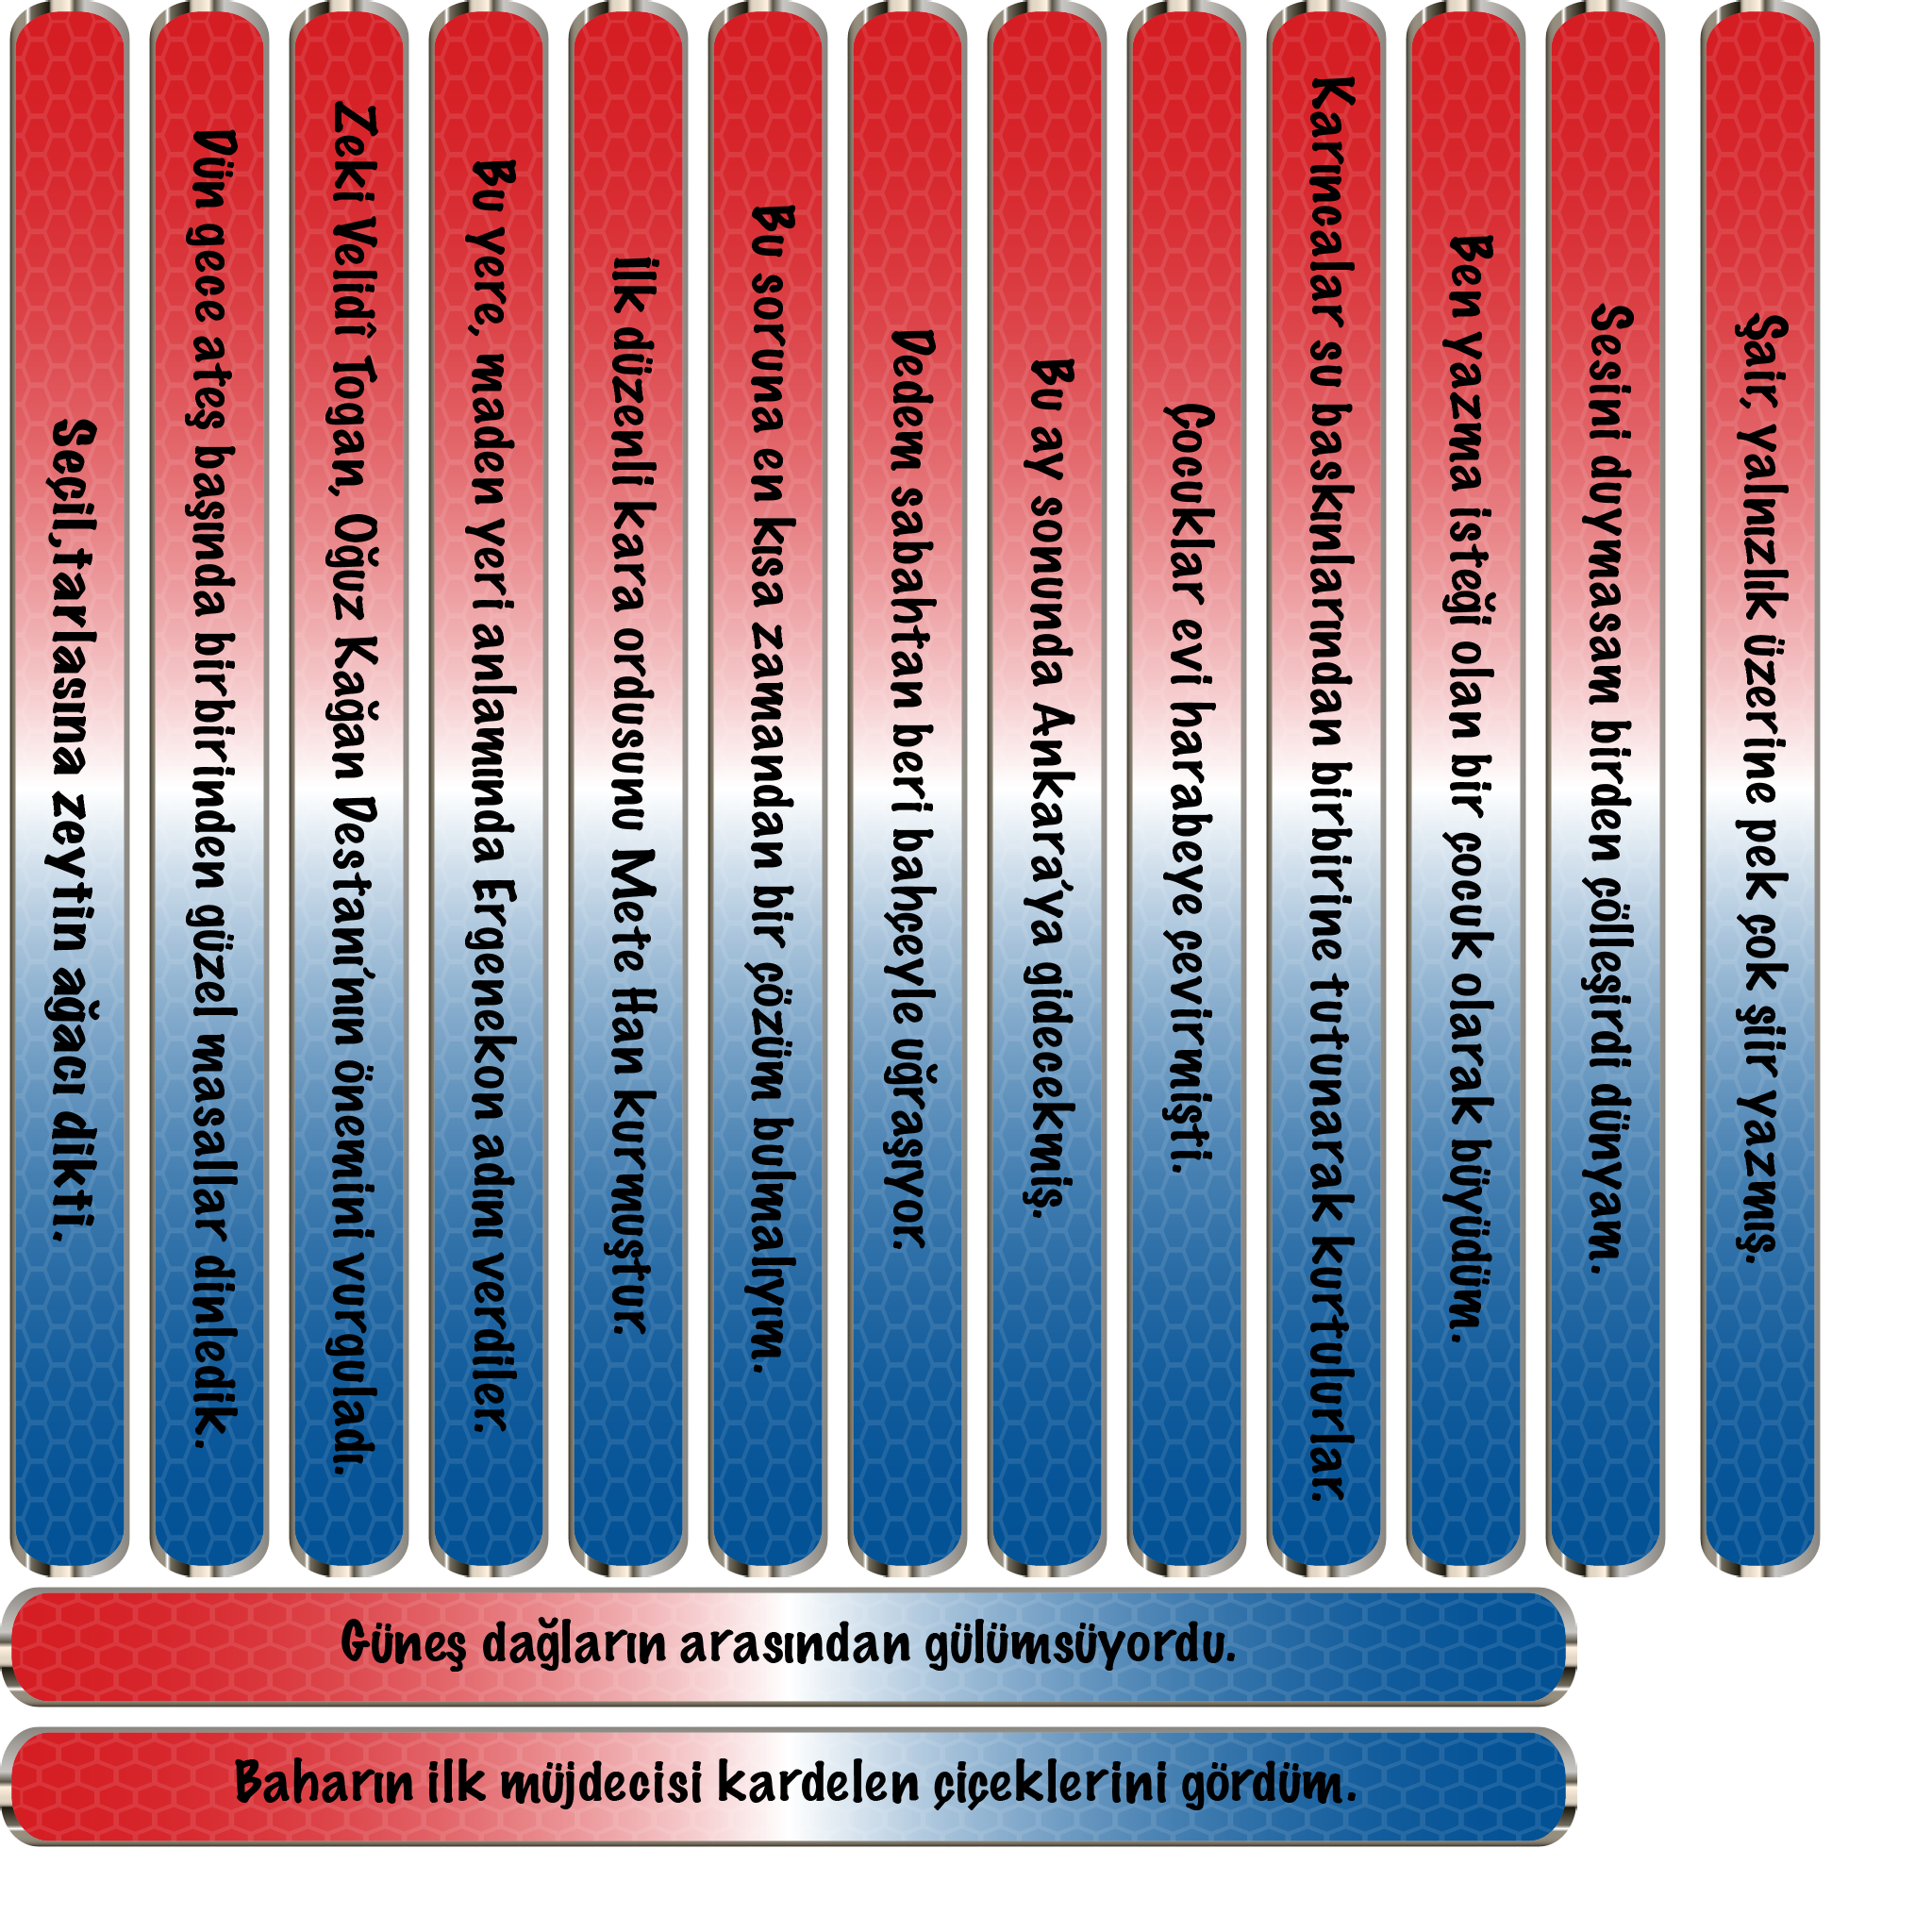 Seçil,tarlasına zeytin ağacı dikti.
Dün gece ateş başında birbirinden güzel masallar dinledik.
Zeki Velidî Togan, Oğuz Kağan Destanı'nın önemini vurguladı.
Bu yere, maden yeri anlamında Ergenekon adını verdiler.
İlk düzenli kara ordusunu Mete Han kurmuştur.
Bu soruna en kısa zamandan bir çözüm bulmalıyım.
Dedem sabahtan beri bahçeyle uğraşıyor.
Bu ay sonunda Ankara'ya gidecekmiş.
Çocuklar evi harabeye çevirmişti.
Karıncalar su baskınlarından birbirine tutunarak kurtulurlar.
Ben yazma isteği olan bir çocuk olarak büyüdüm.
Sesini duymasam birden çölleşirdi dünyam.
Şair, yalnızlık üzerine pek çok şiir yazmış.
Güneş dağların arasından gülümsüyordu.
Baharın ilk müjdecisi kardelen çiçeklerini gördüm.